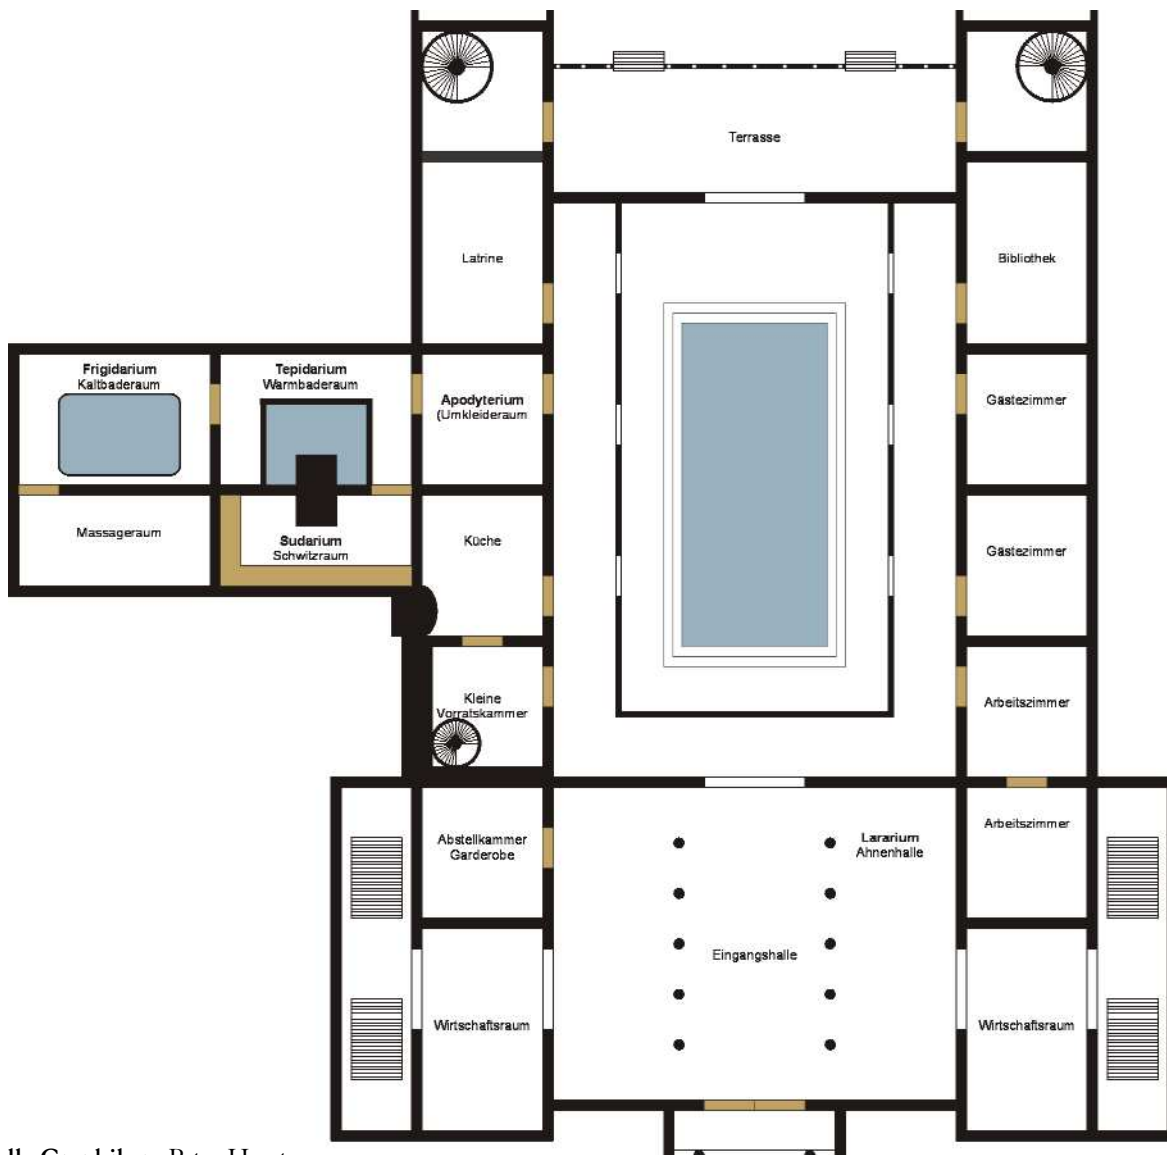 Terrasse
Latrine
Bibliothek
Frigidarium
Kaltbaderaum
Tepidarium
Warmbaderaum
Apodyterium
(Umkleideraum
Gästezimmer
Massageraum
Sudarium
Schwitzraum
Küche
Gästezimmer
Kleine
Vorratskammer
Arbeitszimmer
Abstellkammer
Garderobe
Lararium
Ahnenhalle
Arbeitszimmer
Eingangshalle
Wirtschaftsraum
Wirtschaftsraum